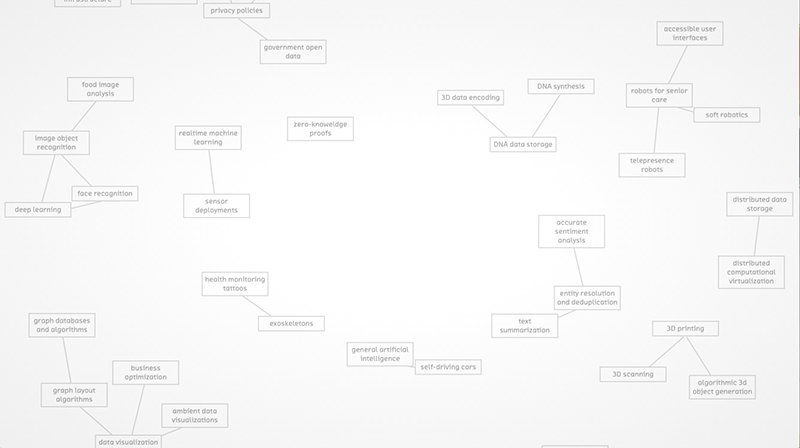 privacy policies
government open
data
accessible user
interfaces
food image
analysis
3D data encoding
DNA synthesis
robots for senior
care
soft robotics
zero-knoweldge
proofs
realtime machine
learning
image object
recognition
DNA data storage
telepresence
robots
face recognition
deep learning
sensor
deployments
distributed data
storage
accurate
sentiment
analysis
distributed
computational
virtualization
health monitoring
tattoos
entity resolution
and deduplication
exoskeletons
text
summarization
graph databases
and algorithms
3D printing
general artificial
intelligence
self-driving cars
business
optimization
3D scanning
algorithmic 3d
object generation
graph layout
algorithms
ambient data
visualizations
data visualization